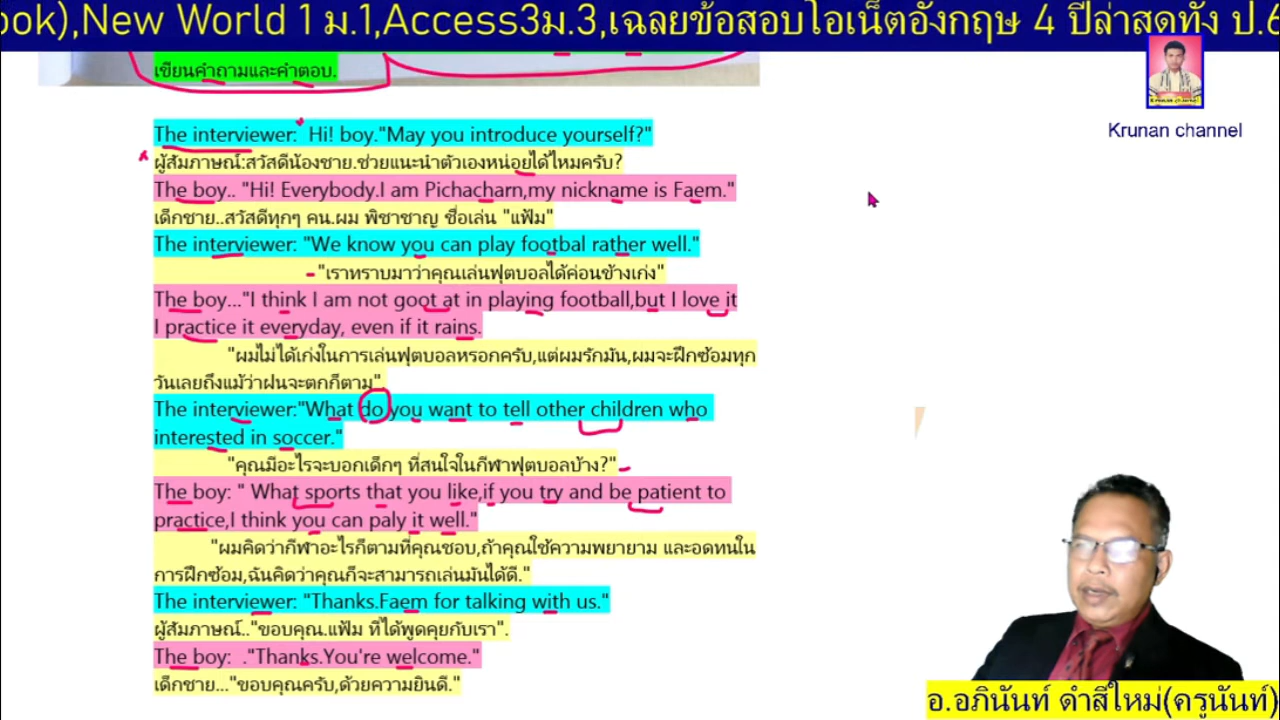 ook),New World 1 ม.1,Access3ม.3,เฉลยข้อสอบโอเน็ตอังกฤษ 4 ปีล่าสุดทั้ง ป.6
เขียนคำถามและคำตอบ.
Krunan channel
The interviewer: Hi! boy."May you introduce yourself?"
ผู้สัมภาษณ์:สวัสดีน้องชาย.ช่วยแนะนำตัวเองหน่อยได้ไหมครับ?
The boy.. "Hi! Everybody.I am Pichacharn,my nickname is Faem."
เด็กชาย..สวัสดีทุกๆ คน.ผม พิชาชาญ ชื่อเล่น "แฟ้ม"
The interviewer: "We know you can play footbal rather well."
"เราทราบมาว่าคุณเล่นฟุตบอลได้ค่อนข้างเก่ง"
The boy..."I think I am not goot at in playing football,but I love it
I practice it everyday, even if it rains.
"ผมไม่ได้เก่งในการเล่นฟุตบอลหรอกครับ,แต่ผมรักมัน,ผมจะฝึกซ้อมทุก
วันเลยถึงแม้ว่าฝนจะตกก็ตาม"
The interviewer:"What do you want to tell other children who
interested in soccer."
"คุณมีอะไรจะบอกเด็กๆ ที่สนใจในกีฬาฟุตบอลบ้าง?"
The boy: " What sports that you like,if you try and be patient to
practice,I think you can paly it well."
"ผมคิดว่ากีฬาอะไรก็ตามที่คุณชอบ,ถ้าคุณใช้ความพยายาม และอดทนใน
การฝึกซ้อม,ฉันคิดว่าคุณก็จะสามารถเล่นมันได้ดี."
The interviewer: "Thanks.Faem for talking with us."
ผู้สัมภาษณ์.."ขอบคุณ.แฟ้ม ที่ได้พูดคุยกับเรา".
The boy: ."Thanks.You're welcome."
เด็กชาย..."ขอบคุณครับ,ด้วยความยินดี."
อ.อภินันท์ ดำสีใหม่(ครูนันท์)